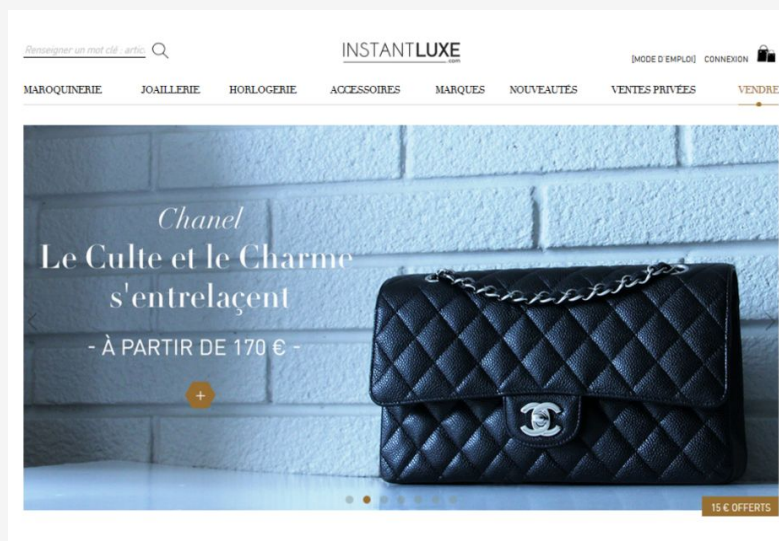 Renseigner un mot clé : artic
INSTANTLUXE
.com
[MODE D'EMPLOI] CONNEXION
MAROQUINERIE JOAILLERIE HORLOGERIE ACCESSOIRES MARQUES NOUVEAUTÉS VENTES PRIVÉES VENDRE
Chanel
Le Culte et le Charme
s'entrelaçent
- À PARTIR DE 170 € -
+
15 € OFFERTS